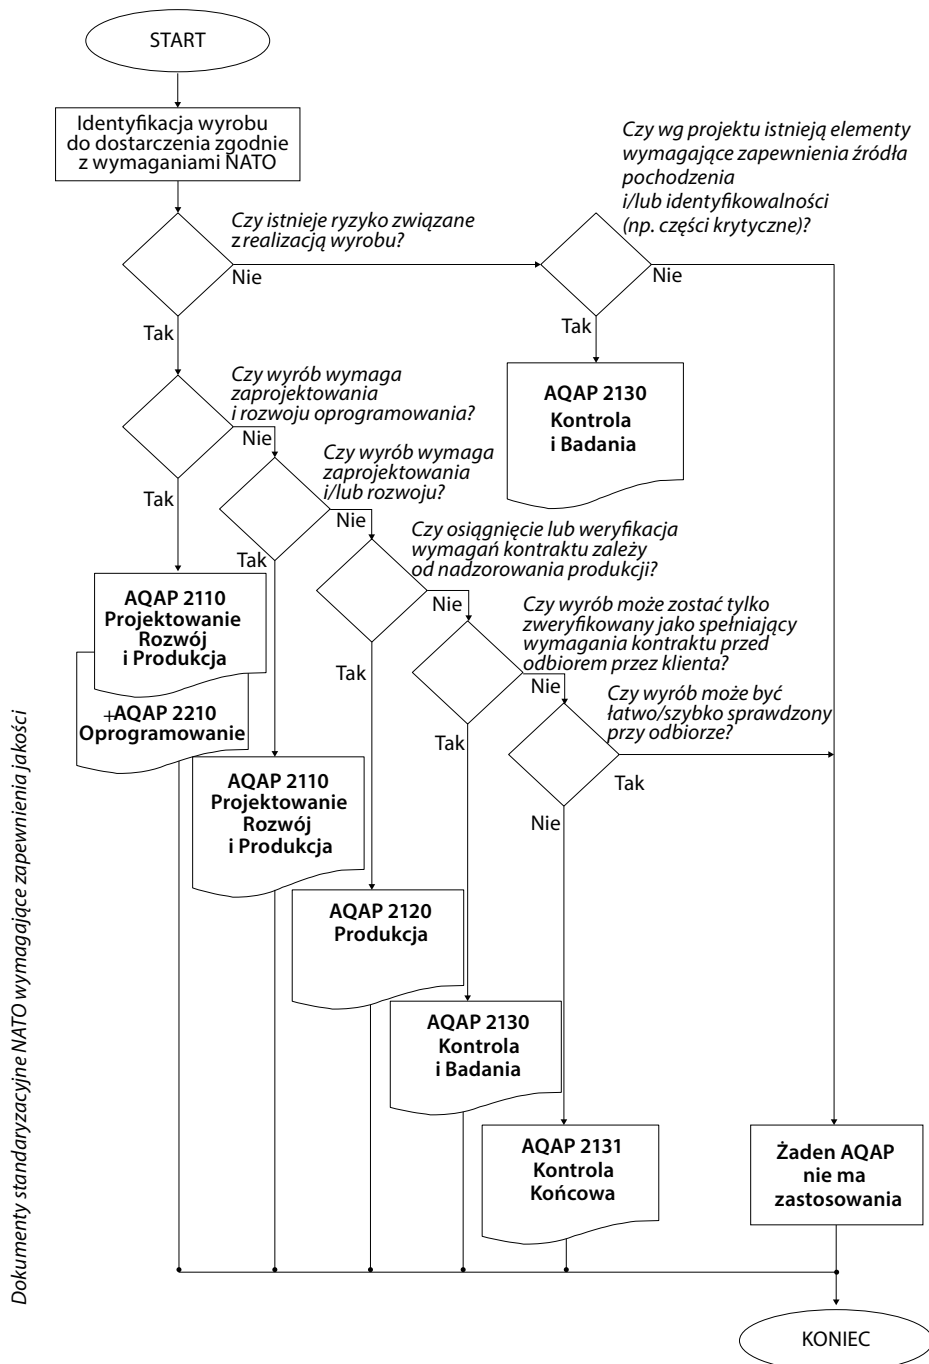 START
Identyfikacja wyrobu
do dostarczenia zgodnie
z wymaganiami NATO
Czy istnieje ryzyko związane
z realizacją wyrobu?
Nie
Tak
Czy wg projektu istnieją elementy
wymagające zapewnienia źródła
pochodzenia
i/lub identyfikowalności
(np. części krytyczne)?
Nie
Tak
AQAP 2130
Kontrola
i Badania
Czy wyrób wymaga
zaprojektowania
i rozwoju oprogramowania?
Nie
Tak
Czy wyrób wymaga
zaprojektowania
i/lub rozwoju?
Nie
Tak
Czy osiągnięcie lub weryfikacja
wymagań kontraktu zależy
od nadzorowania produkcji?
Nie
Tak
Czy wyrób może zostać tylko
zweryfikowany jako spełniający
wymagania kontraktu przed
odbiorem przez klienta?
Nie
Tak
Czy wyrób może być
łatwo/szybko sprawdzony
przy odbiorze?
Tak
Nie
AQAP 2110
Projektowanie
Rozwój
i Produkcja
+AQAP 2210
Oprogramowanie
AQAP 2110
Projektowanie
Rozwój
i Produkcja
AQAP 2120
Produkcja
AQAP 2130
Kontrola
i Badania
AQAP 2131
Kontrola
Końcowa
Żaden AQAP
nie ma
zastosowania
KONIEC
Dokumenty standaryzacyjne NATO wymagające zapewnienia jakości